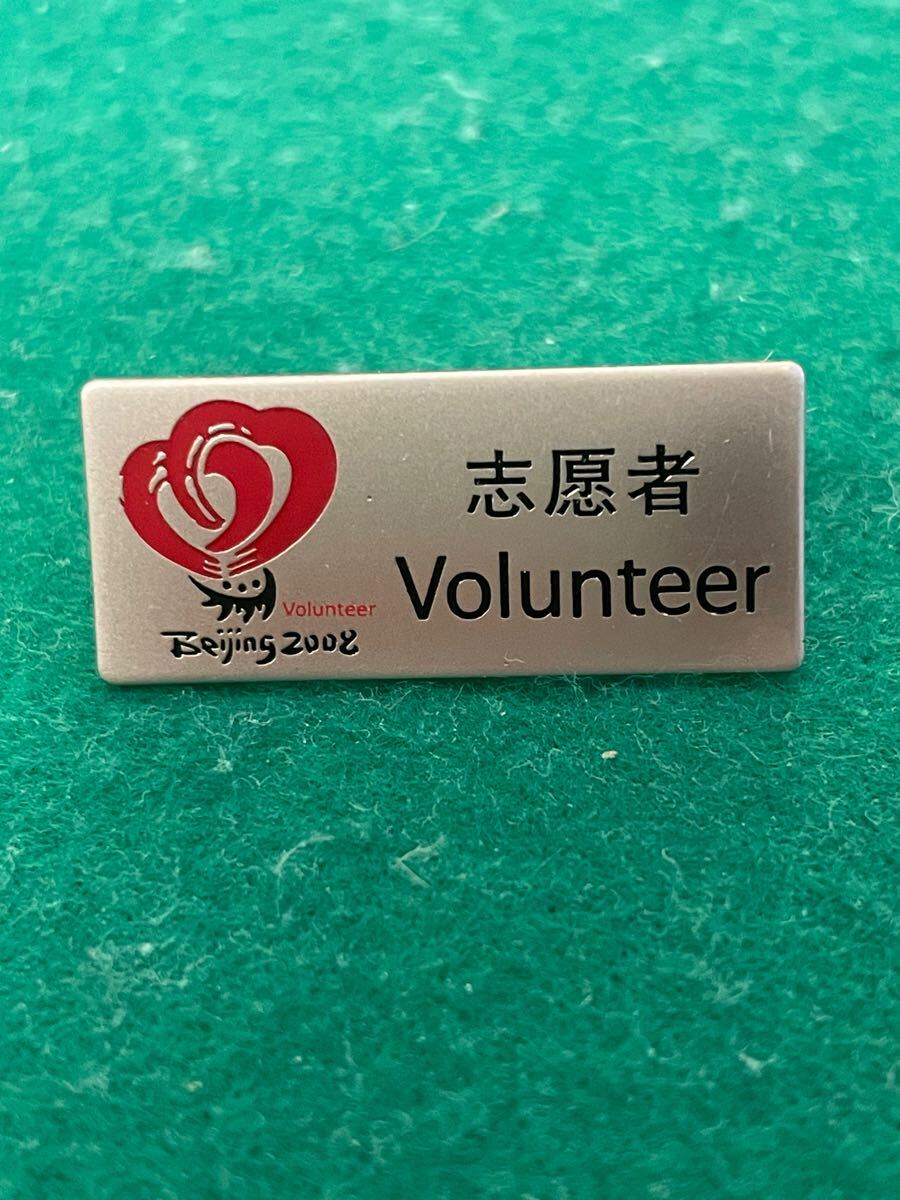 志愿者
Volunteer
Volunteer
Beijing 2008